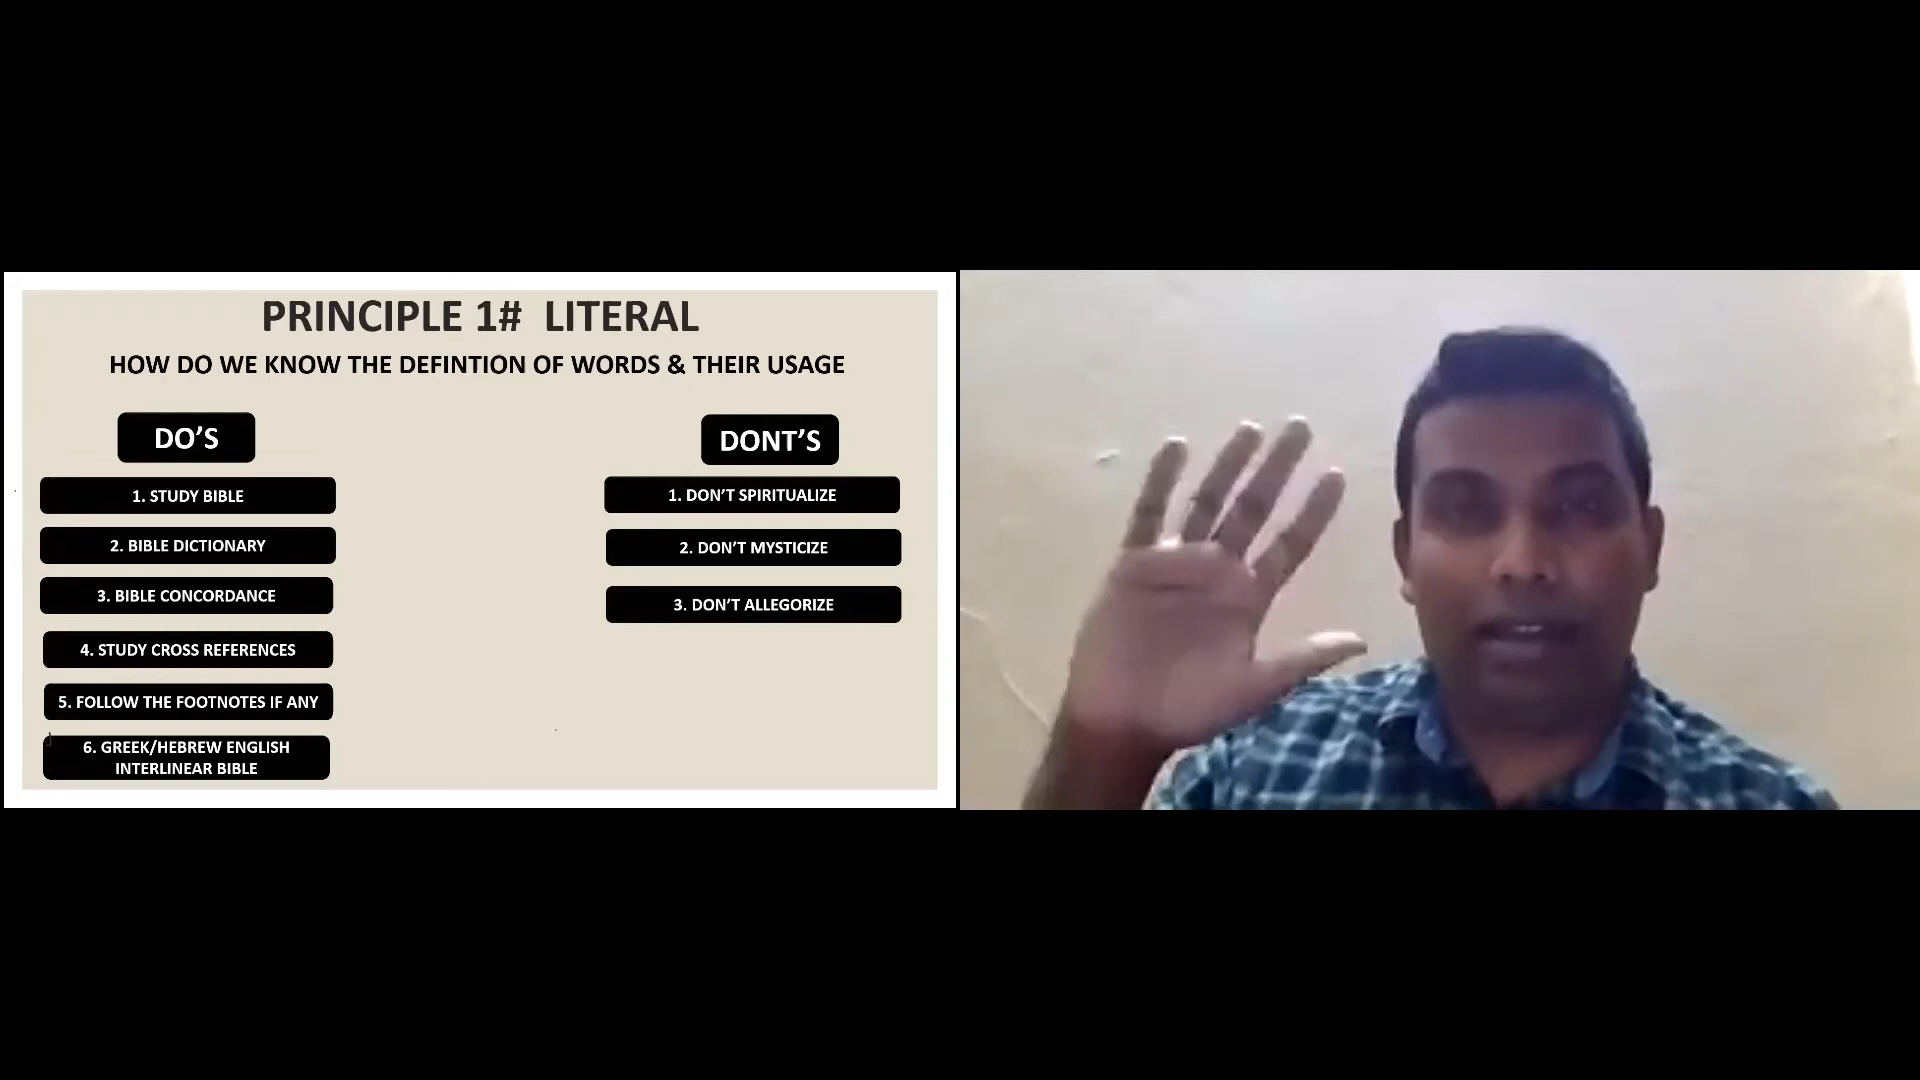 PRINCIPLE 1# LITERAL
HOW DO WE KNOW THE DEFINTION OF WORDS & THEIR USAGE
DO'S
1. STUDY BIBLE
2. BIBLE DICTIONARY
3. BIBLE CONCORDANCE
4. STUDY CROSS REFERENCES
5. FOLLOW THE FOOTNOTES IF ANY
6. GREEK/HEBREW ENGLISH
INTERLINEAR BIBLE
DONT'S
1. DON'T SPIRITUALIZE
2. DON'T MYSTICIZE
3. DON'T ALLEGORIZE